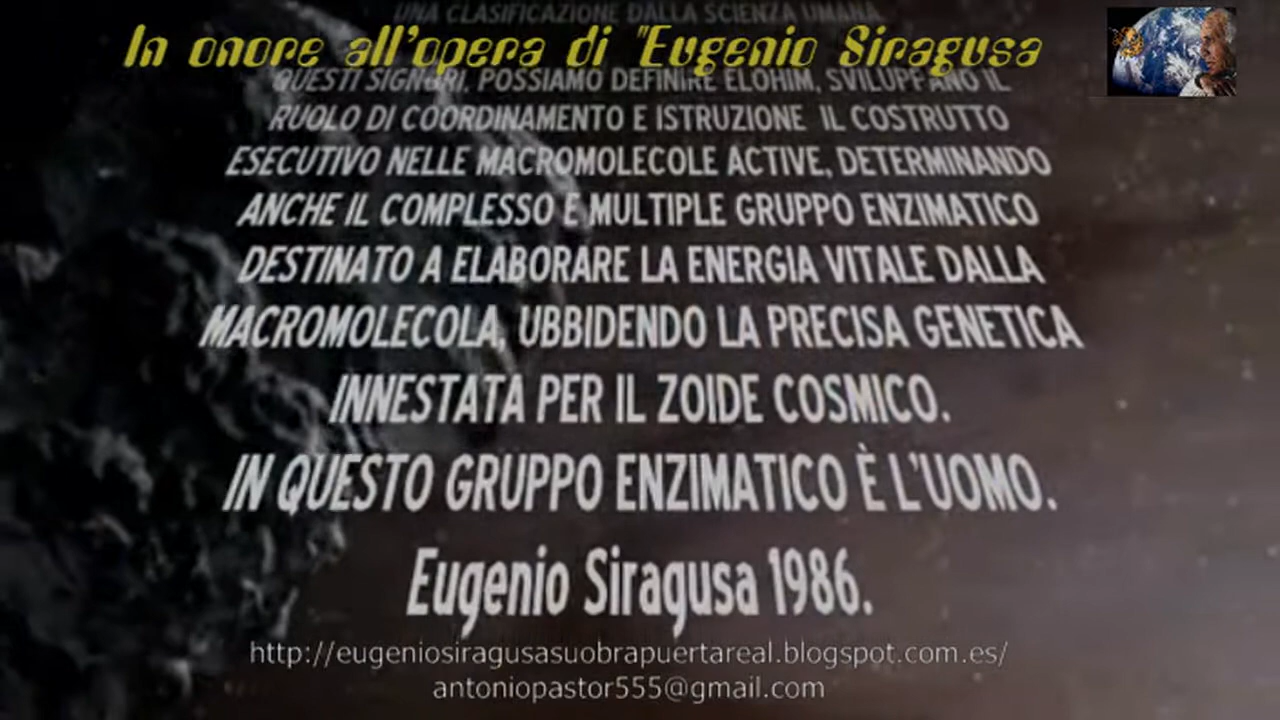 UNA CLASIFICAZIONE DALLA SCIENZA UMANA
In onore all'opera di "Eugenio Siragusa
QUESTI SIGNORI, POSSIAMO DEFINIRE ELOHIM, SVILUPPANO IL
RUOLO DI COORDINAMENTO E ISTRUZIONE IL COSTRUTTO
ESECUTIVO NELLE MACROMOLECOLE ACTIVE, DETERMINANDO
ANCHE IL COMPLESSO E MULTIPLE GRUPPO ENZIMATICO
DESTINATO A ELABORARE LA ENERGIA VITALE DALLA
MACROMOLECOLA, UBBIDENDO LA PRECISA GENETICA
INNESTATA PER IL ZOIDE COSMICO.
IN QUESTO GRUPPO ENZIMATICO È L'UOMO.
Eugenio Siragusa 1986.
http://eugeniosiragusasuobrapuertareal.blogspot.com.es/
antoniopastor555@gmail.com